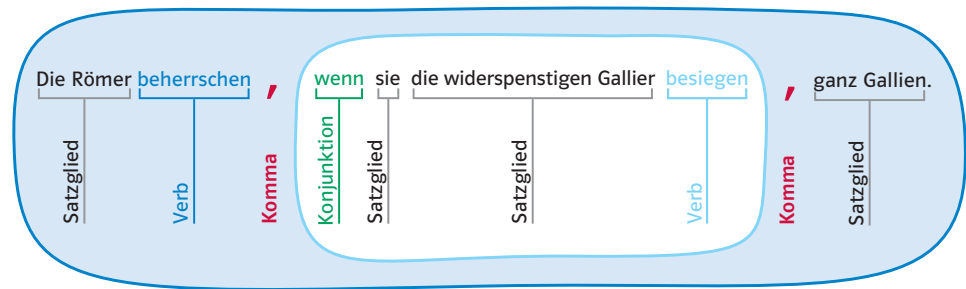 Die Römer beherrschen , wenn sie die widerspenstigen Gallier besiegen , ganz Gallien.
Satzglied Verb Komma Konjunktion Satzglied Satzglied Verb Komma Satzglied